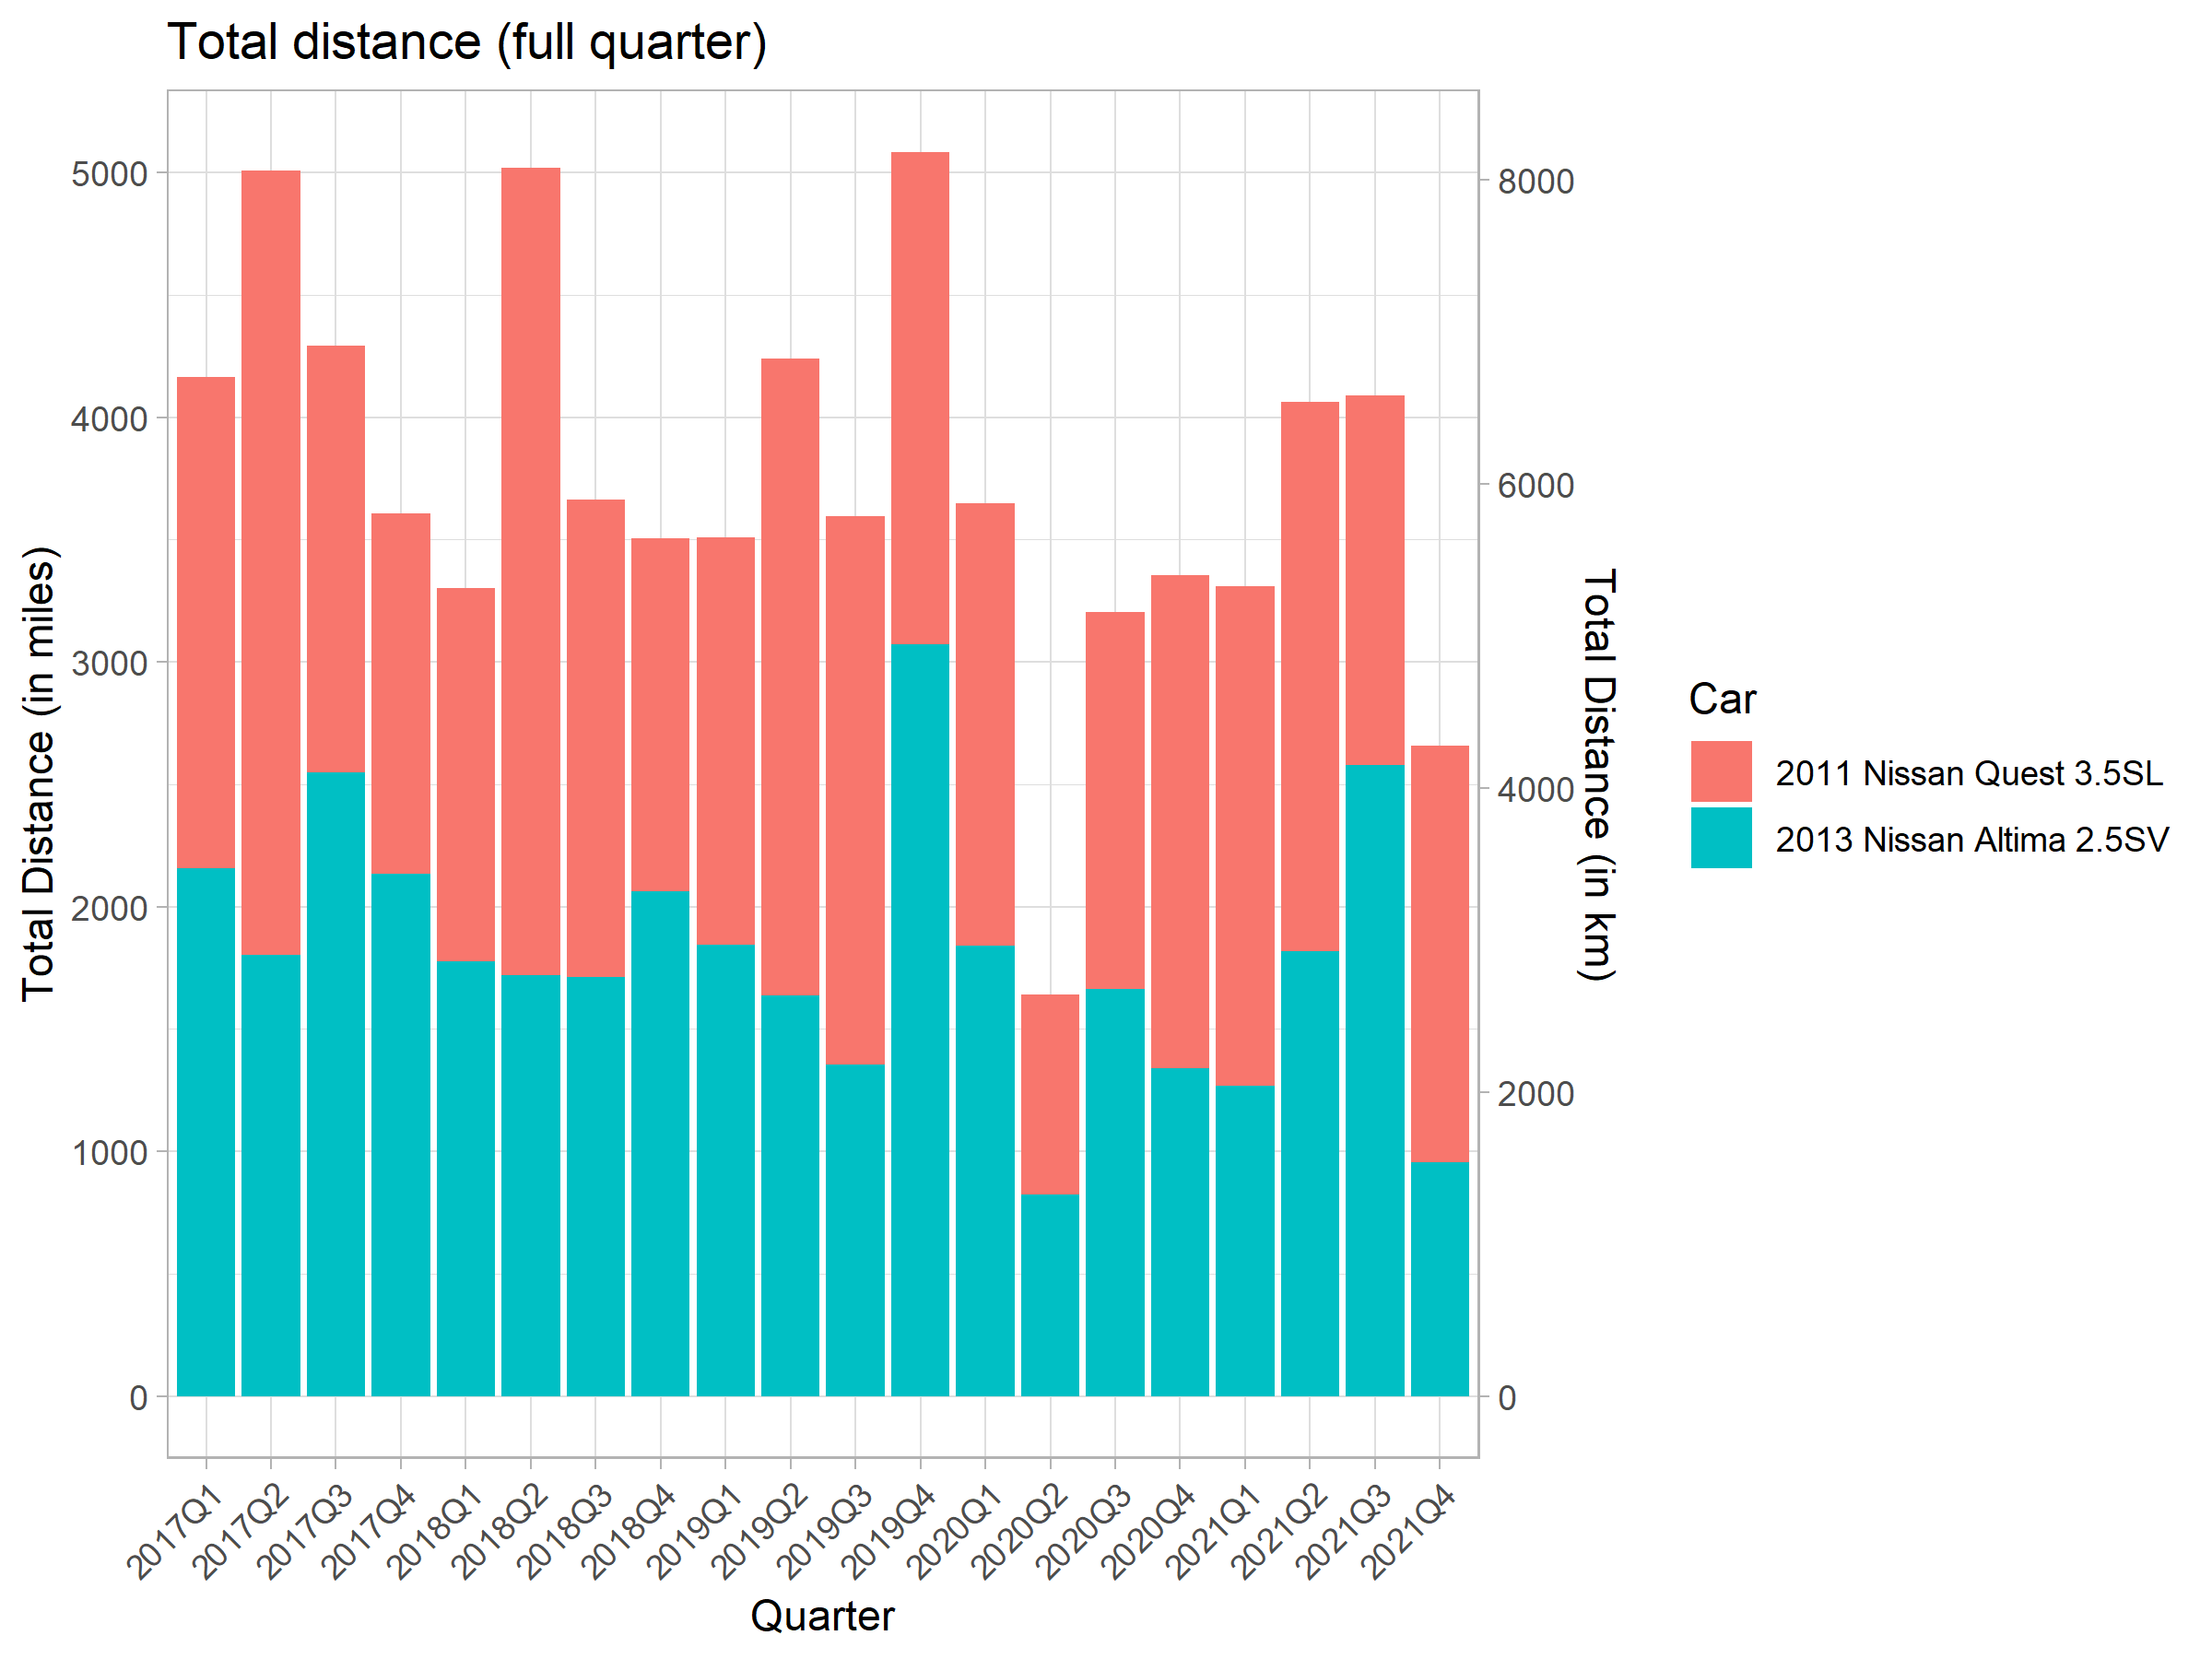 Total distance (full quarter)
Total Distance (in miles)
5000
4000
3000
2000
1000
0
8000
6000
4000
2000
0
Total Distance (in km)
2017Q1
2017Q2
2017Q3
2017Q4
2018Q1
2018Q2
2018Q3
2018Q4
2019Q1
2019Q2
2019Q3
2019Q4
2020Q1
2020Q2
2020Q3
2020Q4
2021Q1
2021Q2
2021Q3
2021Q4
Quarter
Car
2011 Nissan Quest 3.5SL
2013 Nissan Altima 2.5SV